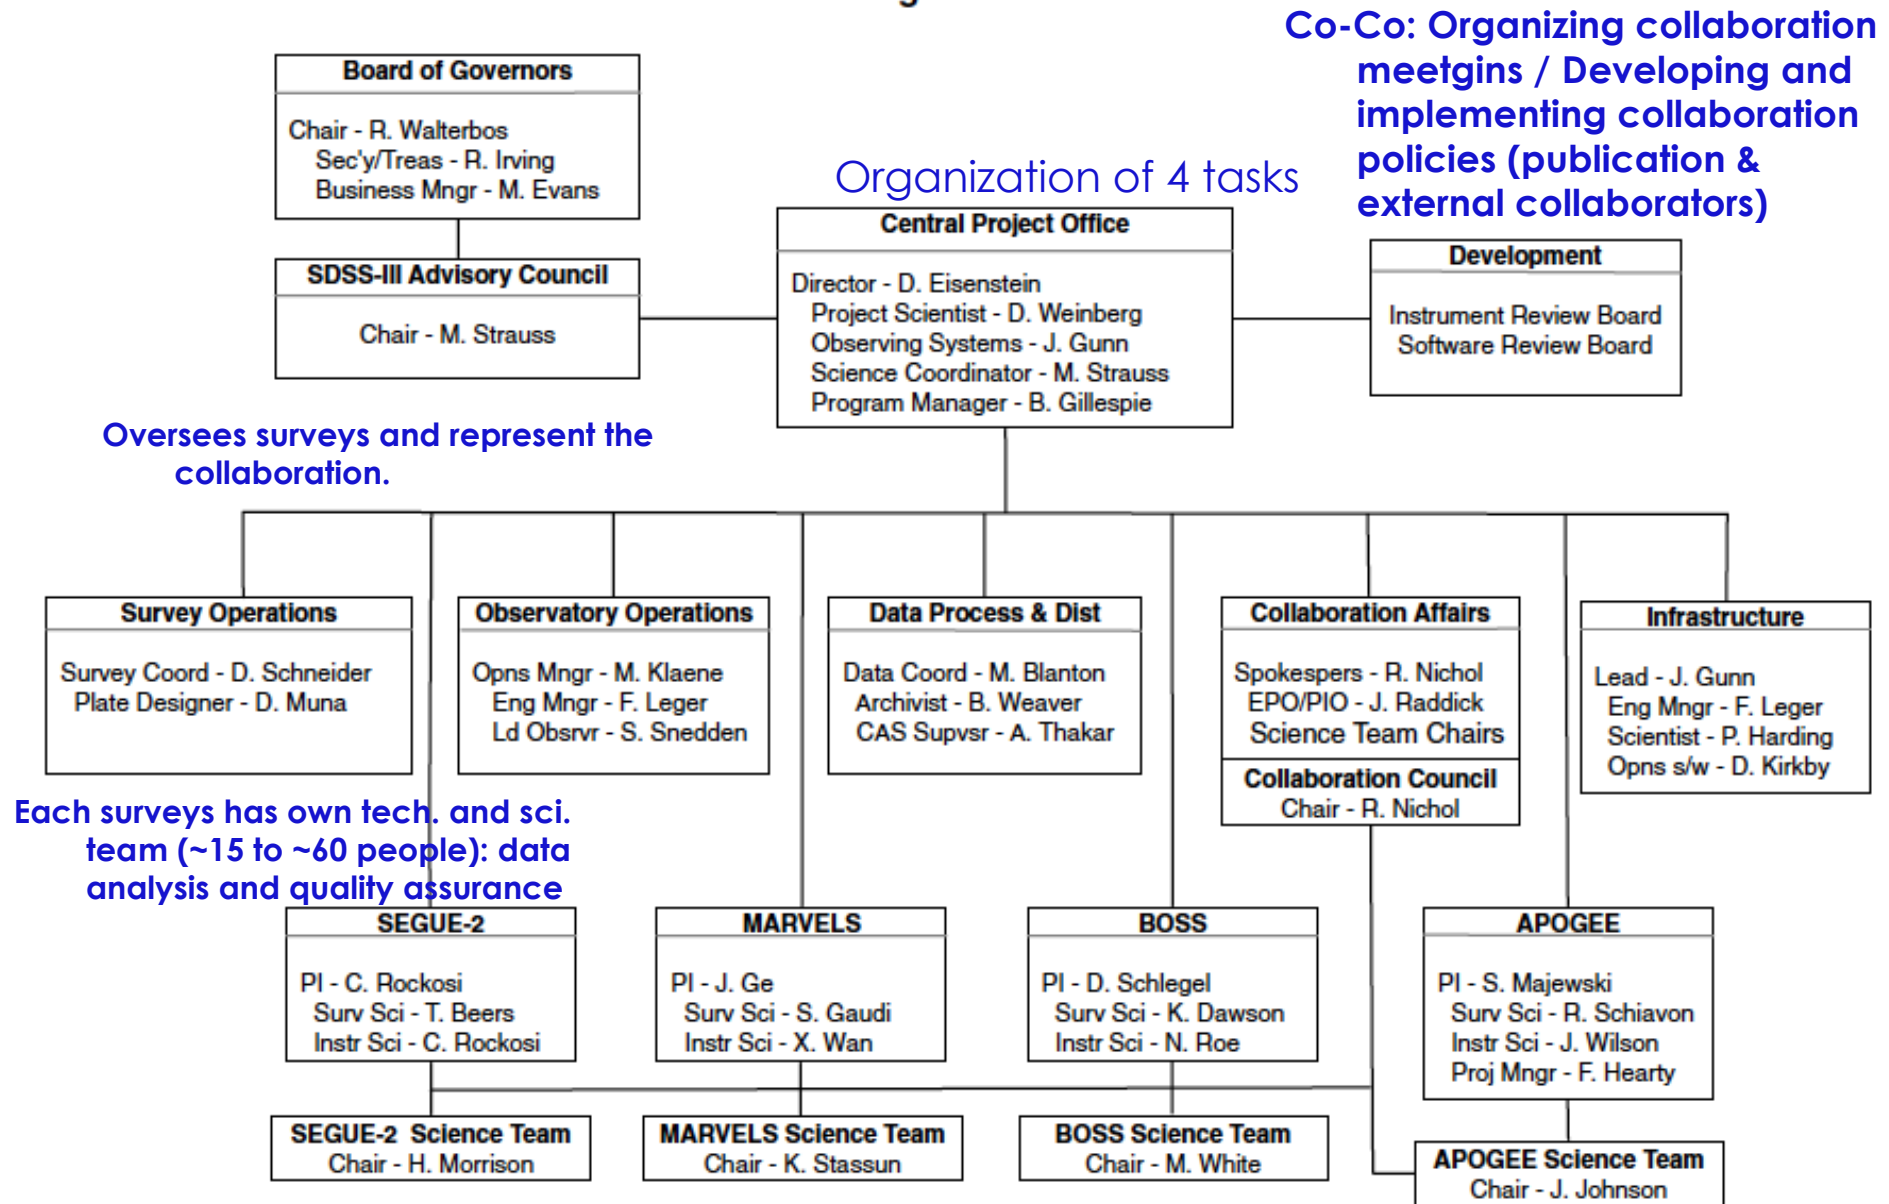 Co-Co: Organizing collaboration
meetgins / Developing and
implementing collaboration
policies (publication &
external collaborators)
Board of Governors
Chair - R. Walterbos
Sec'y/Treas - R. Irving
Business Mngr - M. Evans
Organization of 4 tasks
SDSS-III Advisory Council
Chair - M. Strauss
Central Project Office
Director - D. Eisenstein
Project Scientist - D. Weinberg
Observing Systems - J. Gunn
Science Coordinator - M. Strauss
Program Manager - B. Gillespie
Development
Instrument Review Board
Software Review Board
Oversees surveys and represent the
collaboration.
Survey Operations
Survey Coord - D. Schneider
Plate Designer - D. Muna
Observatory Operations
Opns Mngr - M. Klaene
Eng Mngr - F. Leger
Ld Obsrvr - S. Snedden
Data Process & Dist
Data Coord - M. Blanton
Archivist - B. Weaver
CAS Supvsr - A. Thakar
Collaboration Affairs
Spokespers - R. Nichol
EPO/PIO - J. Raddick
Science Team Chairs
Collaboration Council
Chair - R. Nichol
Infrastructure
Lead - J. Gunn
Eng Mngr - F. Leger
Scientist - P. Harding
Opns s/w - D. Kirkby
Each surveys has own tech. and sci.
team (~15 to ~60 people): data
analysis and quality assurance
SEGUE-2
PI - C. Rockosi
Surv Sci - T. Beers
Instr Sci - C. Rockosi
MARVELS
PI - J. Ge
Surv Sci - S. Gaudi
Instr Sci - X. Wan
BOSS
PI - D. Schlegel
Surv Sci - K. Dawson
Instr Sci - N. Roe
APOGEE
PI - S. Majewski
Surv Sci - R. Schiavon
Instr Sci - J. Wilson
Proj Mngr - F. Hearty
SEGUE-2 Science Team
Chair - H. Morrison
MARVELS Science Team
Chair - K. Stassun
BOSS Science Team
Chair - M. White
APOGEE Science Team
Chair - J. Johnson